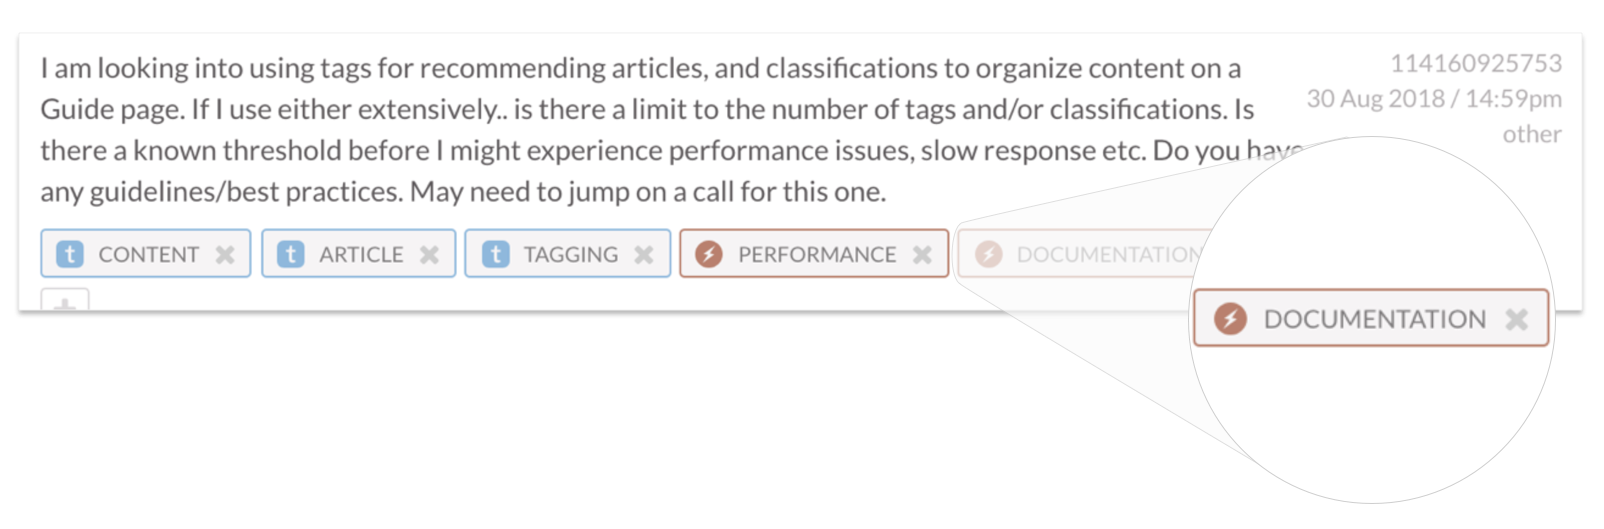 I am looking into using tags for recommending articles, and classifications to organize content on a
Guide page. If I use either extensively.. is there a limit to the number of tags and/or classifications. Is
there a known threshold before I might experience performance issues, slow response etc. Do you have
any guidelines/best practices. May need to jump on a call for this one.
114160925753
30 Aug 2018 / 14:59pm
other
t CONTENT
t ARTICLE
t TAGGING
PERFORMANCE
DOCUMENTATION
DOCUMENTATION